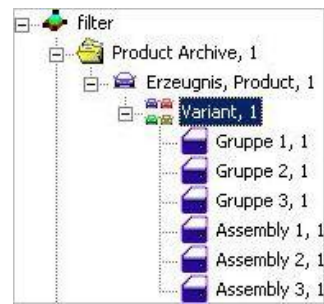 filter
Product Archive, 1
Erzeugnis, Product, 1
Variant, 1
Gruppe 1, 1
Gruppe 2, 1
Gruppe 3, 1
Assembly 1, 1
Assembly 2, 1
Assembly 3, 1